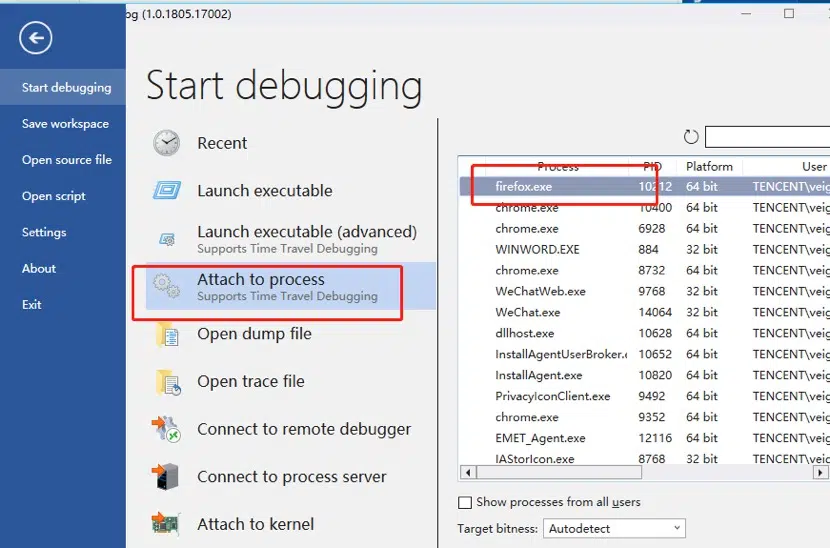 og (1.0.1805.17002)
Start debugging
Save workspace
Open source file
Open script
Settings
About
Exit
Start debugging
Recent
Launch executable
Launch executable (advanced)
Supports Time Travel Debugging
Attach to process
Supports Time Travel Debugging
Open dump file
Open trace file
Connect to remote debugger
Connect to process server
Attach to kernel
Process PID Platform User
firefox.exe 10212 64 bit TENCENT\veig
chrome.exe 10400 64 bit TENCENT\veig
chrome.exe 6928 64 bit TENCENT\veig
WINWORD.EXE 884 32 bit TENCENT\veig
chrome.exe 8732 64 bit TENCENT\veig
WeChatWeb.exe 9768 32 bit TENCENT\veig
WeChat.exe 14064 32 bit TENCENT\veig
dllhost.exe 10628 64 bit TENCENT\veig
InstallAgentUserBroker.e 10652 64 bit TENCENT\veig
InstallAgent.exe 10820 64 bit TENCENT\veig
PrivacyIconClient.exe 9492 64 bit TENCENT\veig
chrome.exe 9352 64 bit TENCENT\veig
EMET_Agent.exe 12116 64 bit TENCENT\veig
IAStorIcon.exe 8768 32 bit TENCENT\veig
Show processes from all users
Target bitness: Autodetect